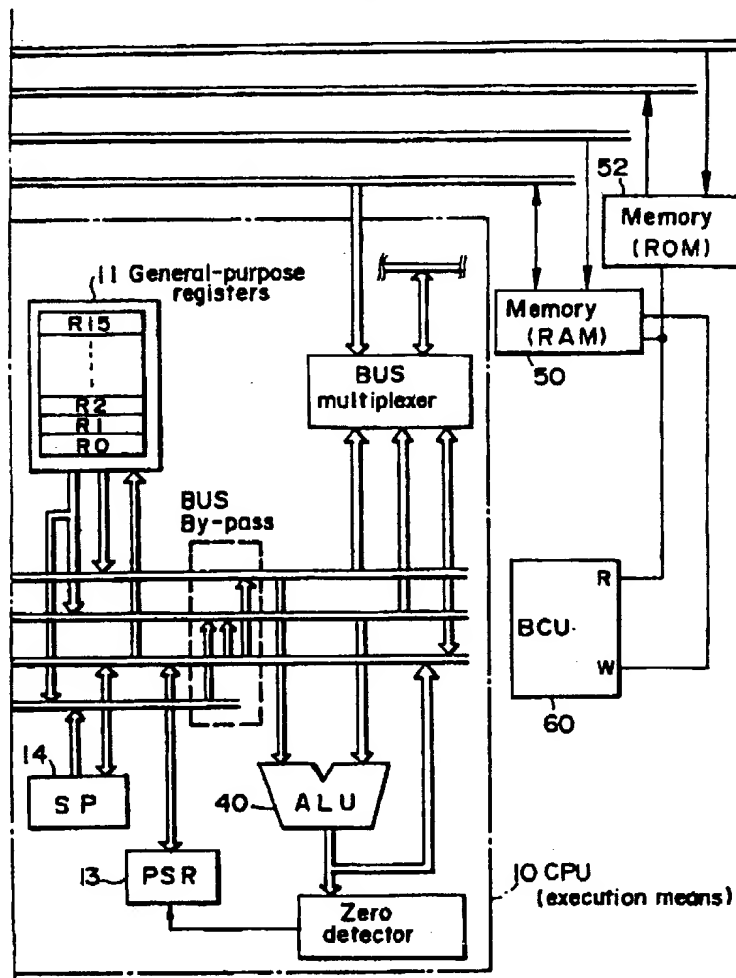 52
Memory
(ROM)
11 General-purpose
registers
R15
R2
R1
R0
BUS
multiplexer
Memory
(RAM)
50
BUS
By-pass
R
BCU
W
60
14
SP
40
ALU
13
PSR
Zero
detector
10 CPU
(execution means)